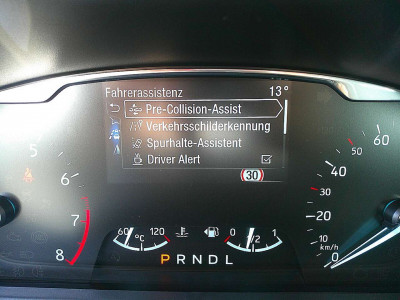 Fahrerassistenz 13°
Pre-Collision-Assist
Verkehrsschilderkennung
Spurhalte-Assistent
Driver Alert
30
5
6
7
8
60 °C 120
0 1/2 1
P R N D L
0
10
20
30
50
60
km/h